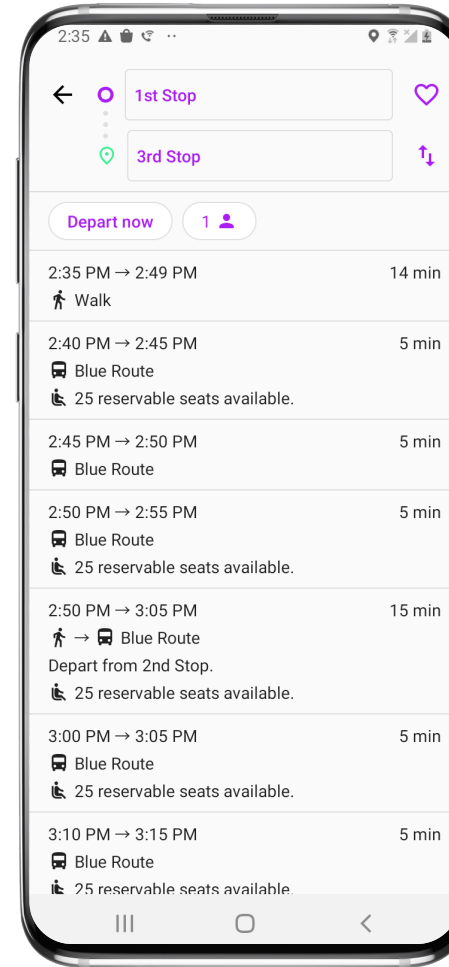 2:35
1st Stop
3rd Stop
Depart now
1
2:35 PM → 2:49 PM 14 min
Walk
2:40 PM → 2:45 PM 5 min
Blue Route
25 reservable seats available.
2:45 PM → 2:50 PM 5 min
Blue Route
2:50 PM → 2:55 PM 5 min
Blue Route
25 reservable seats available.
2:50 PM → 3:05 PM 15 min
→ Blue Route
Depart from 2nd Stop.
25 reservable seats available.
3:00 PM → 3:05 PM 5 min
Blue Route
25 reservable seats available.
3:10 PM → 3:15 PM 5 min
Blue Route
25 reservable seats available.